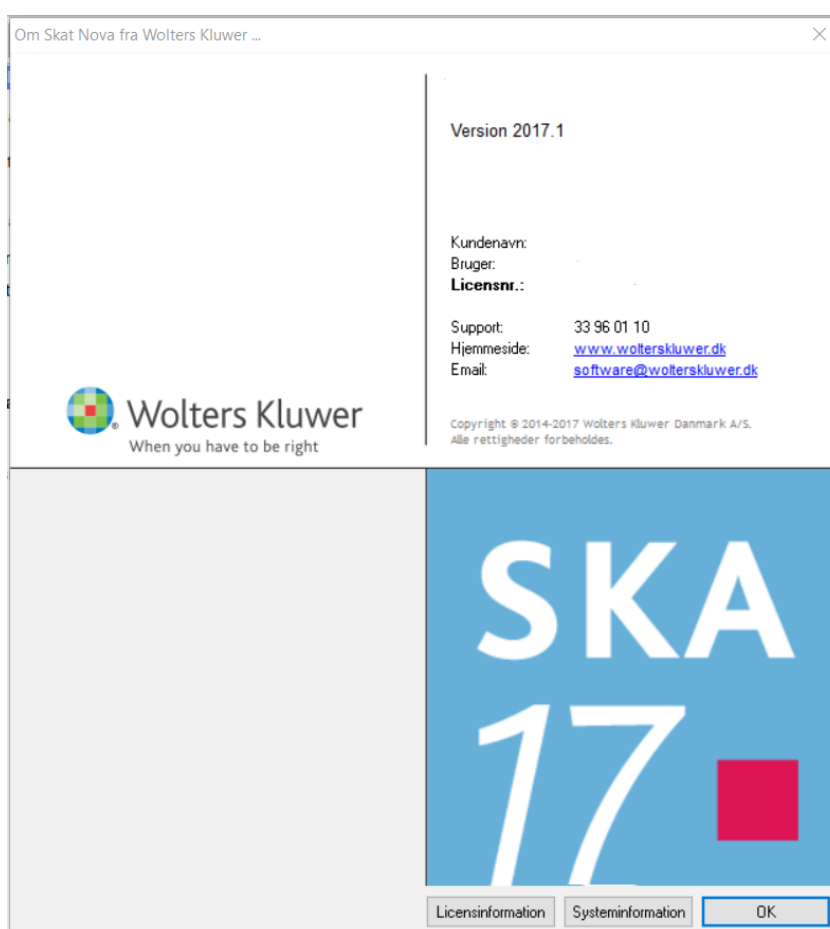 Om Skat Nova fra Wolters Kluwer ...
Version 2017.1
Kundenavn:
Bruger:
Licensnr.:
Support: 33 96 01 10
Hjemmeside: www.wolterskluwer.dk
Email: software@wolterskluwer.dk
Wolters Kluwer
When you have to be right
Copyright © 2014-2017 Wolters Kluwer Danmark A/S.
Alle rettigheder forbeholdes.
SKA
17
Licensinformation
Systeminformation
OK